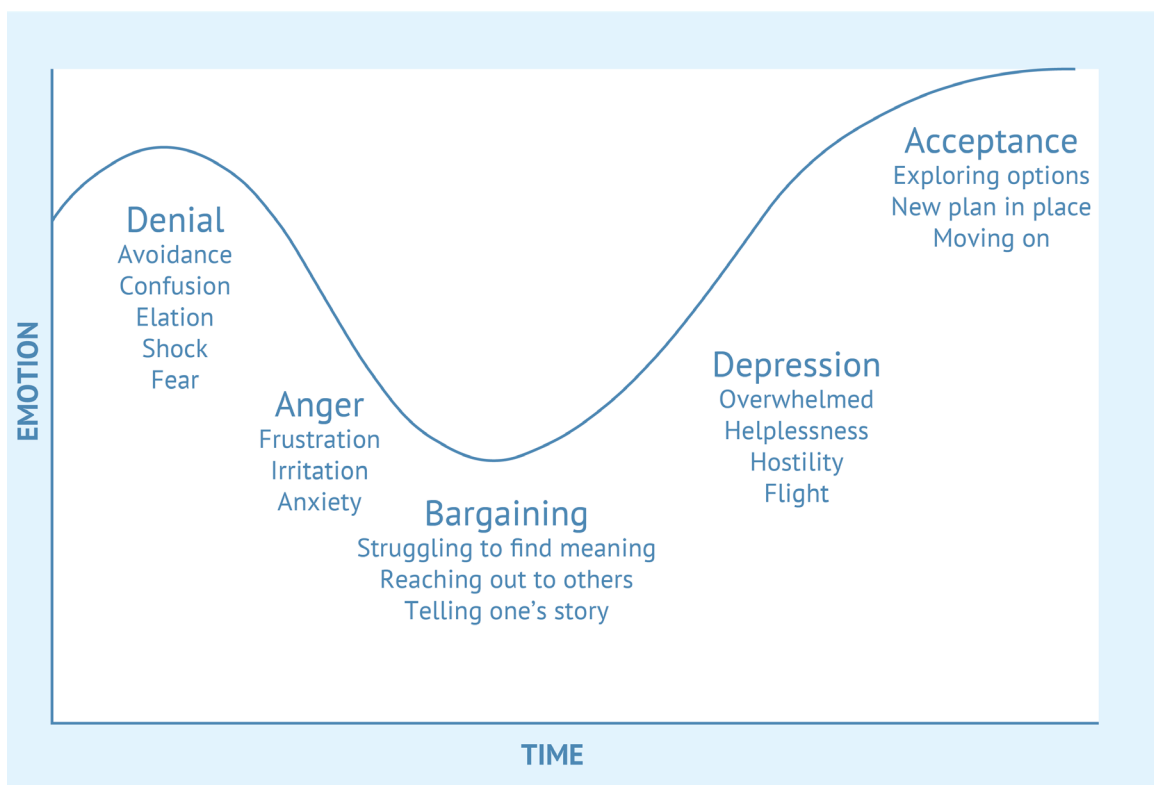 Denial
Avoidance
Confusion
Elation
Shock
Fear
Anger
Frustration
Irritation
Anxiety
Bargaining
Struggling to find meaning
Reaching out to others
Telling one’s story
Depression
Overwhelmed
Helplessness
Hostility
Flight
Acceptance
Exploring options
New plan in place
Moving on
EMOTION
TIME